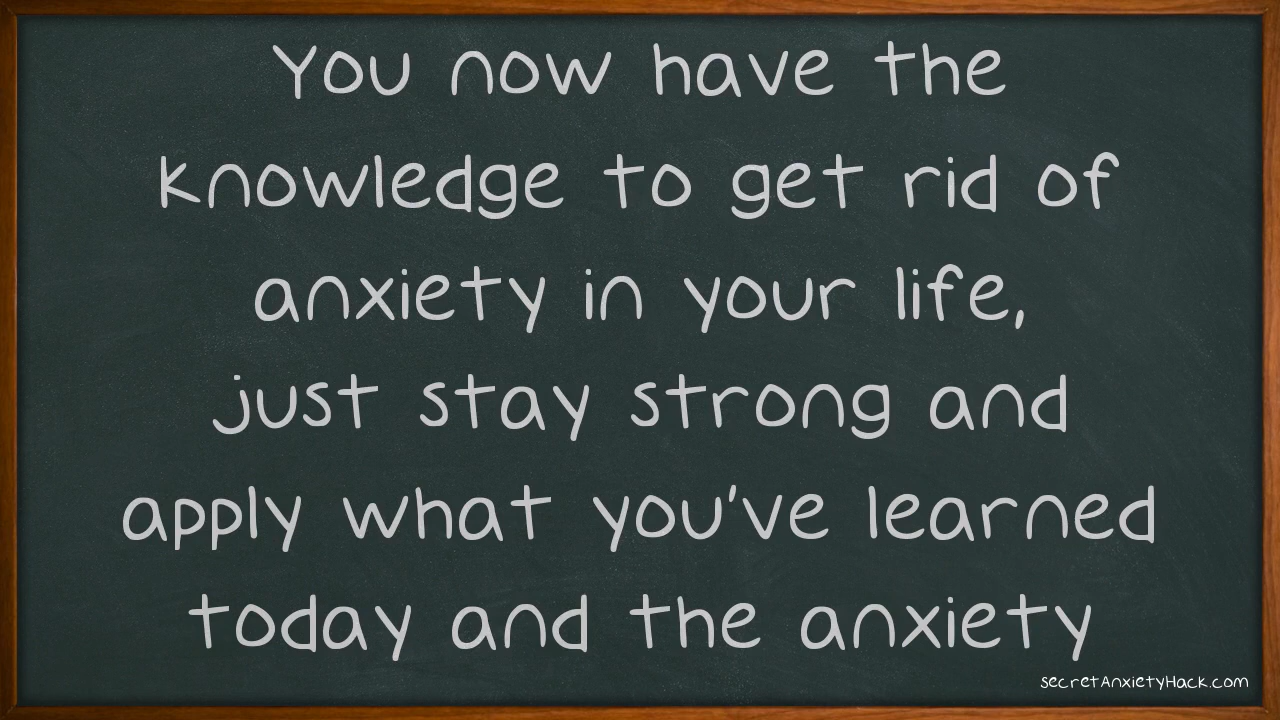 You now have the
knowledge to get rid of
anxiety in your life,
just stay strong and
apply what you've learned
today and the anxiety
secretAnxietyHack.com